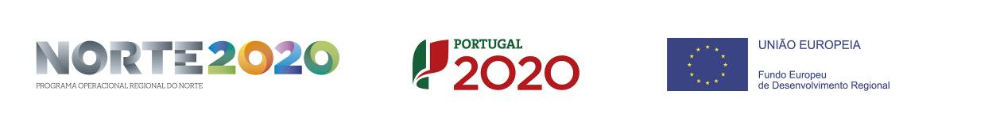 NORTE2020
PROGRAMA OPERACIONAL REGIONAL DO NORTE
PORTUGAL
2020
UNIÃO EUROPEIA
Fundo Europeu
de Desenvolvimento Regional